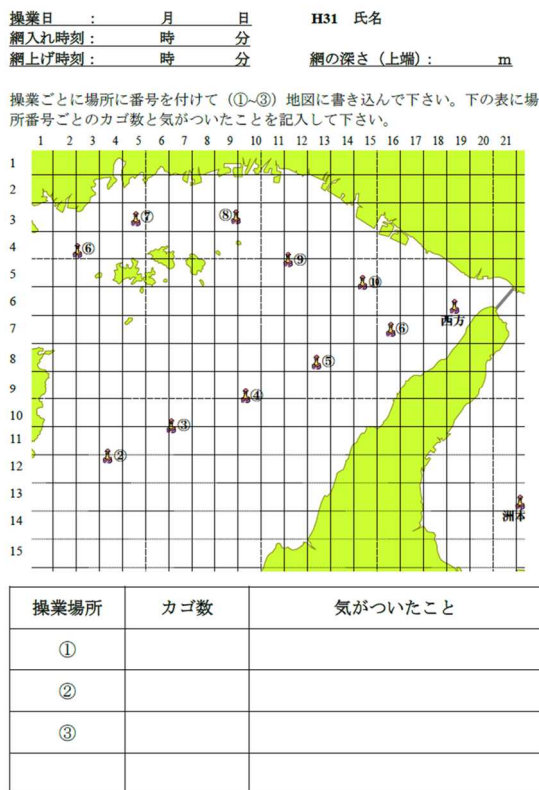 操業日　：　　　月　　　日　　H31　氏名
網入れ時刻：　　　時　　　分
網上げ時刻：　　　時　　　分　　網の深さ（上端）：　　　m
操業ごとに場所に番号を付けて（①~③）地図に書き込んで下さい。下の表に場
所番号ごとのカゴ数と気がついたことを記入して下さい。
1 2 3 4 5 6 7 8 9 10 11 12 13 14 15 16 17 18 19 20 21
1
2
3 ⑦ ⑧
4 ⑥ ⑨
5 ⑩
6 西方
7 ⑥
8 ⑤
9 ④
10 ③
11
12 ②
13
14 洲本
15
操業場所　カゴ数　気がついたこと
①
②
③